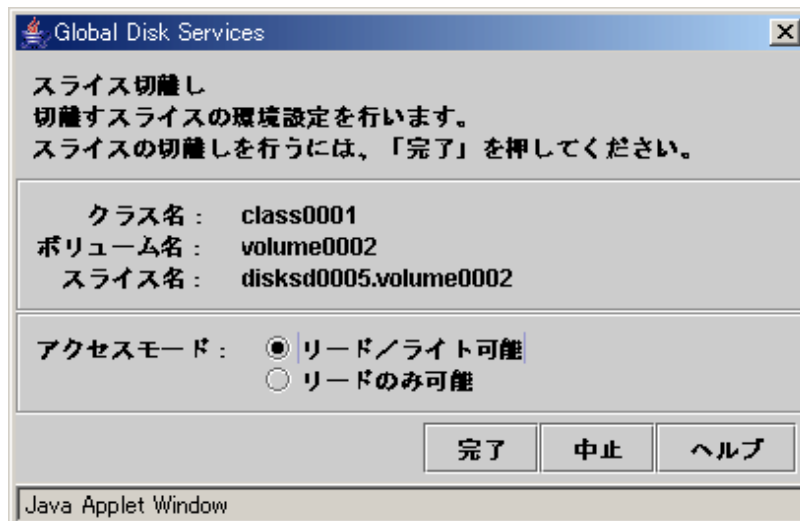 Global Disk Services
スライス切離し
切離すスライスの環境設定を行います。
スライスの切離しを行うには、「完了」を押してください。
クラス名： class0001
ボリューム名： volume0002
スライス名： disksd0005.volume0002
アクセスモード： リード／ライト可能
リードのみ可能
完了 中止 ヘルプ
Java Applet Window